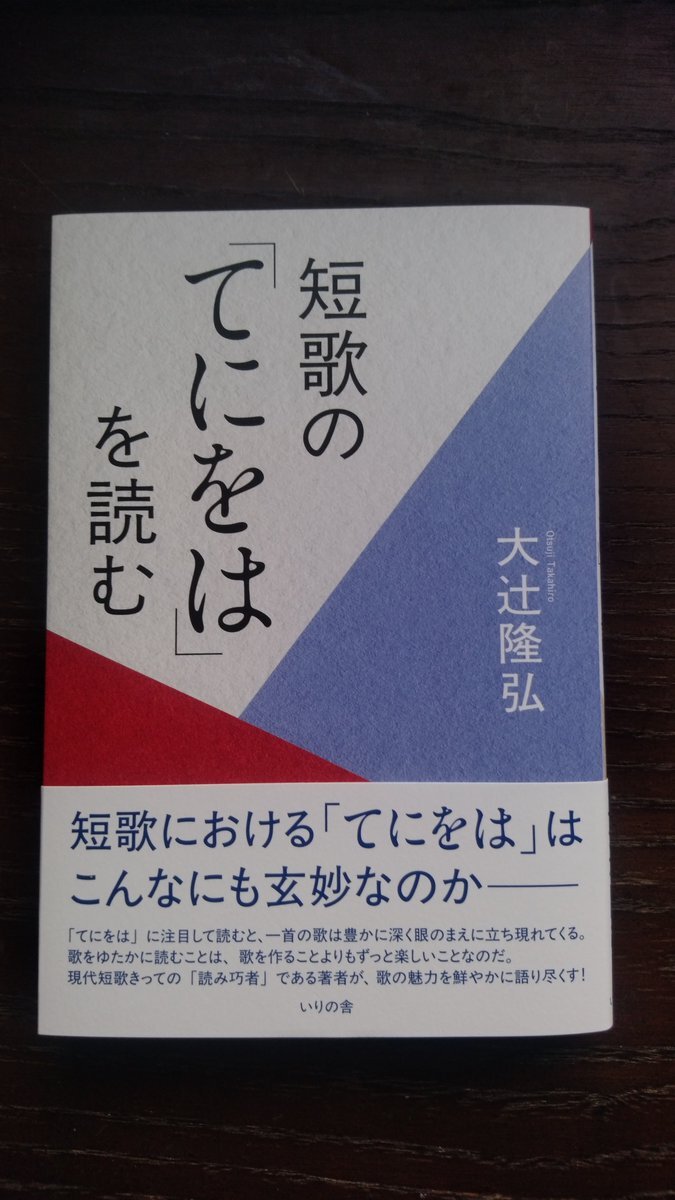 短歌の
「てにをは」
を読む
大辻隆弘
Otsuji Takahiro
短歌における「てにをは」は
こんなにも玄妙なのか――
「てにをは」に注目して読むと、一首の歌は豊かに深く眼のまえに立ち現れてくる。
歌をゆたかに読むことは、歌を作ることよりもずっと楽しいことなのだ。
現代短歌きっての「読み巧者」である著者が、歌の魅力を鮮やかに語り尽くす!
いりの舎